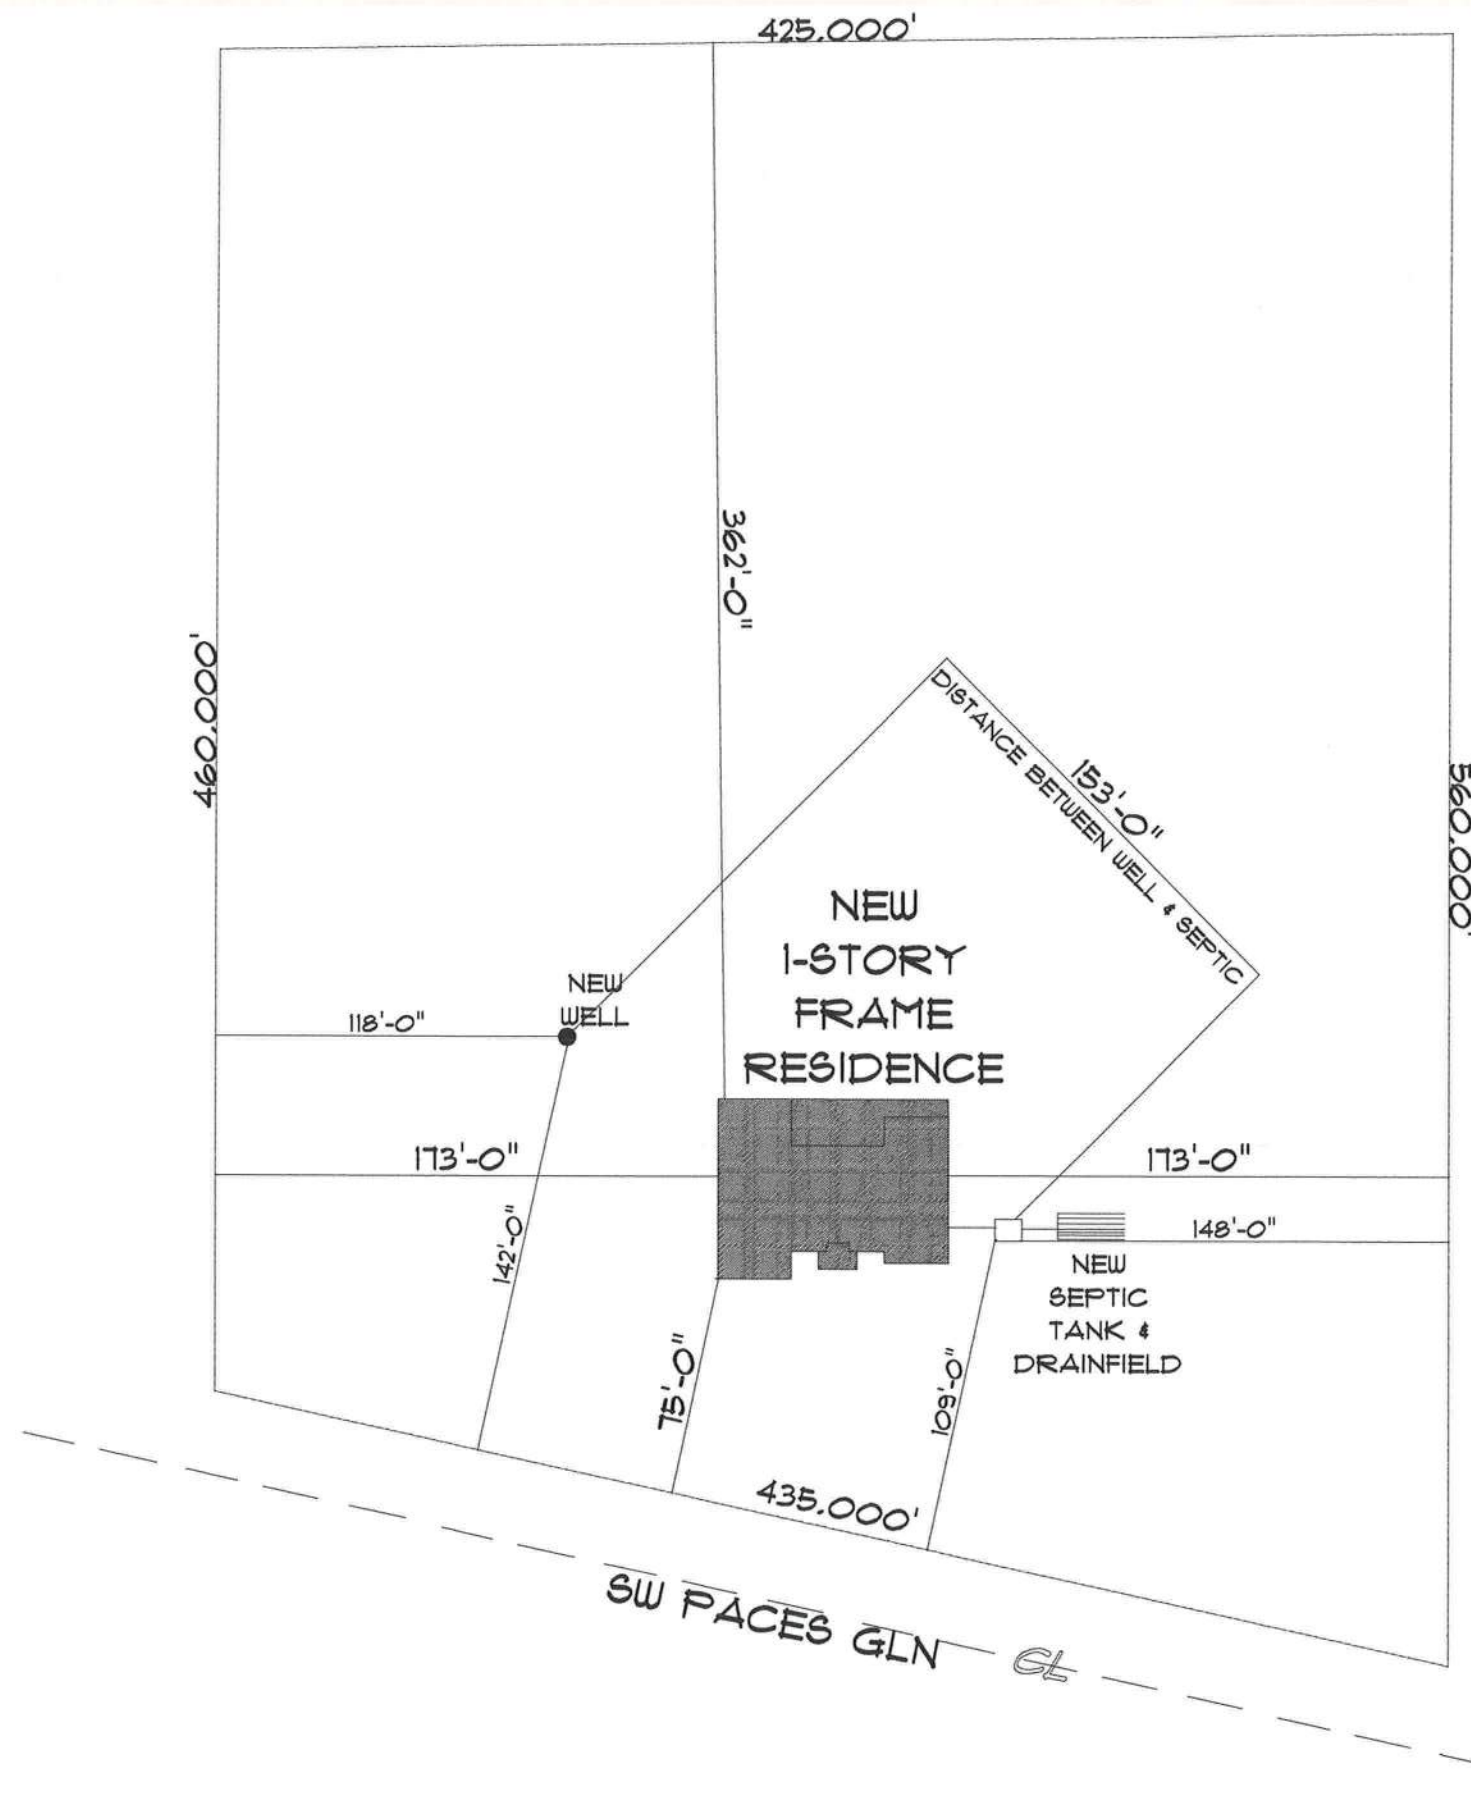 425.000'
362'-0"
460.000'
DISTANCE BETWEEN WELL & SEPTIC
153'-0"
560.000'
NEW
1-STORY
FRAME
RESIDENCE
NEW
WELL
118'-0"
173'-0"
173'-0"
142'-0"
148'-0"
NEW
SEPTIC
TANK &
DRAINFIELD
75'-0"
109'-0"
435.000'
SW PACES GLN
CL